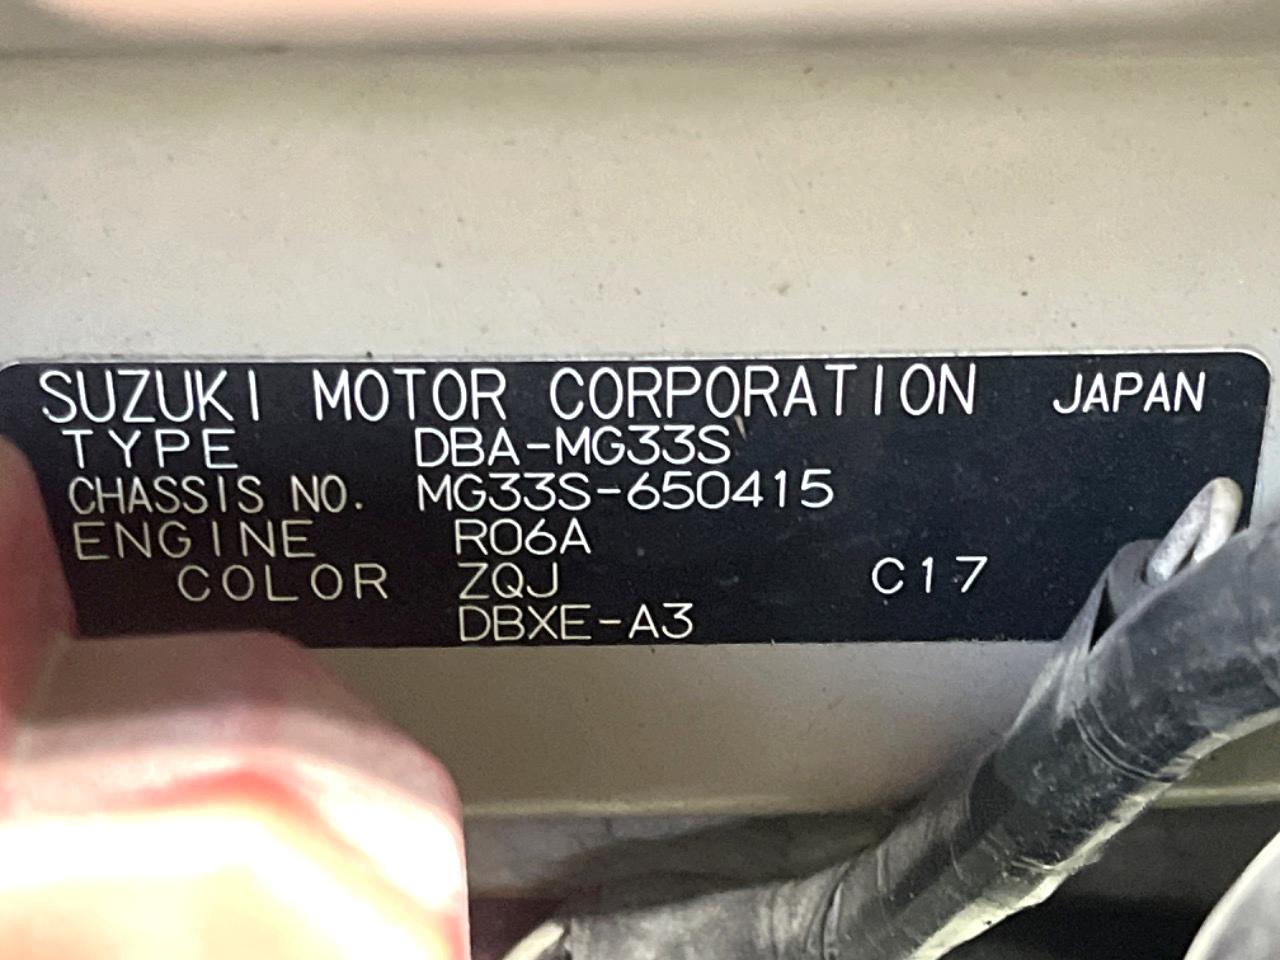 SUZUKI MOTOR CORPORATION JAPAN
TYPE DBA-MG33S
CHASSIS NO. MG33S-650415
ENGINE R06A
COLOR ZQJ C17
DBXE-A3